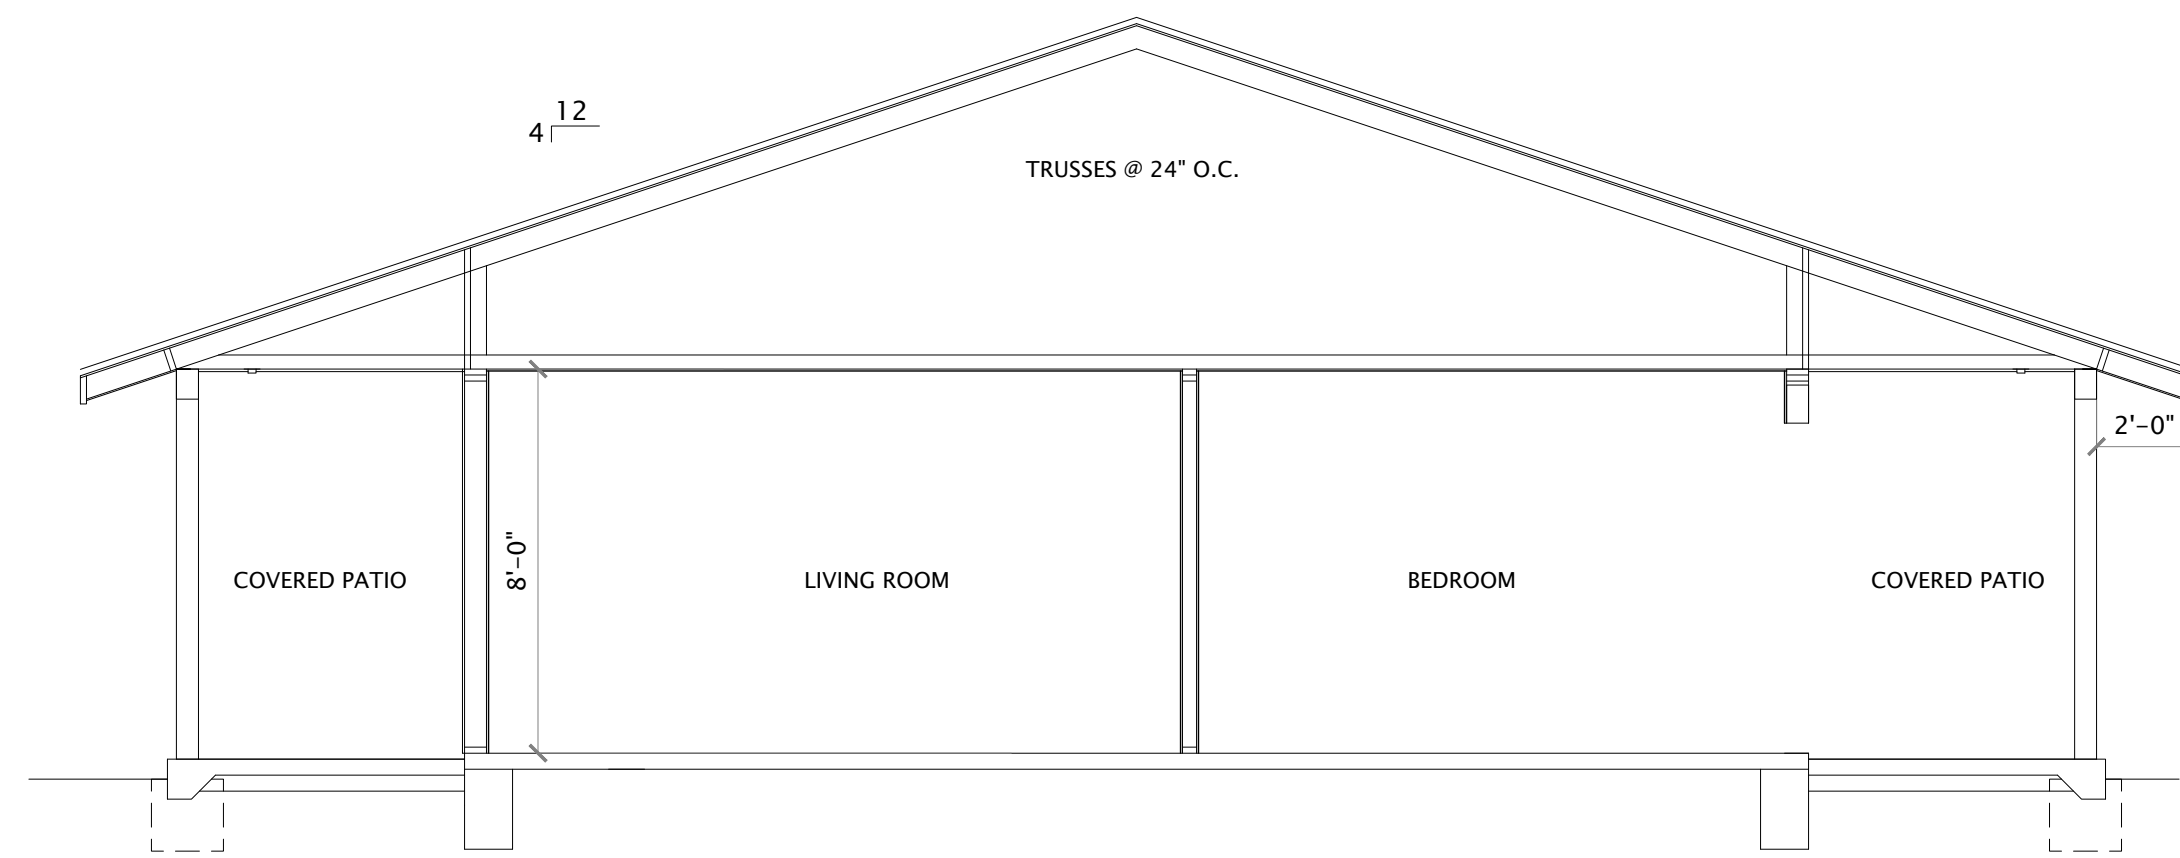 12
4
TRUSSES @ 24" O.C.
2'-0"
8'-0"
COVERED PATIO
LIVING ROOM
BEDROOM
COVERED PATIO